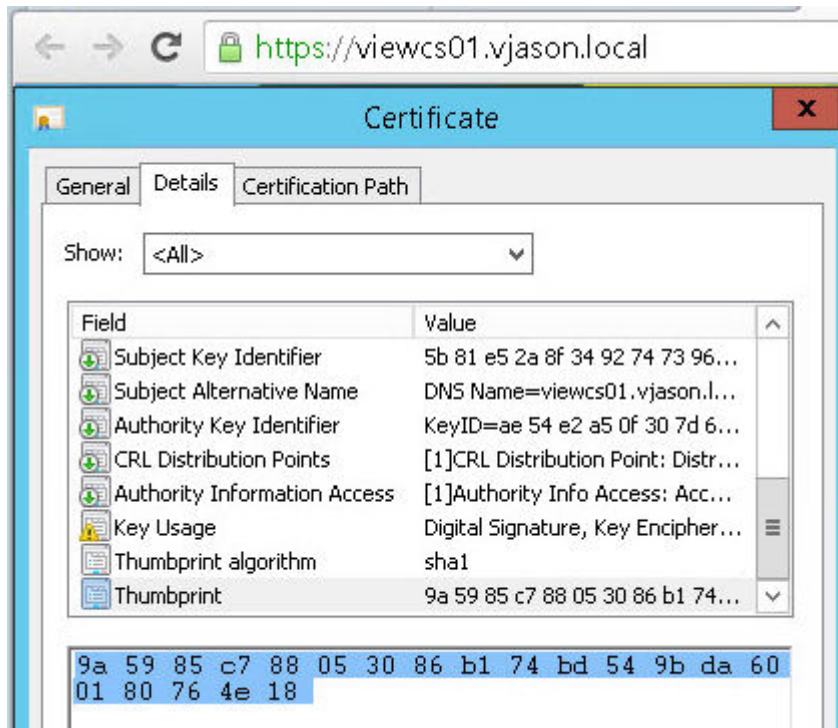 https://viewcs01.vjason.local
Certificate
x
General Details Certification Path
Show: <All>
Field Value
Subject Key Identifier 5b 81 e5 2a 8f 34 92 74 73 96...
Subject Alternative Name DNS Name=viewcs01.vjason.l...
Authority Key Identifier KeyID=ae 54 e2 a5 0f 30 7d 6...
CRL Distribution Points [1]CRL Distribution Point: Distr...
Authority Information Access [1]Authority Info Access: Acc...
Key Usage Digital Signature, Key Encipher...
Thumbprint algorithm sha1
Thumbprint 9a 59 85 c7 88 05 30 86 b1 74...
9a 59 85 c7 88 05 30 86 b1 74 bd 54 9b da 60
01 80 76 4e 18